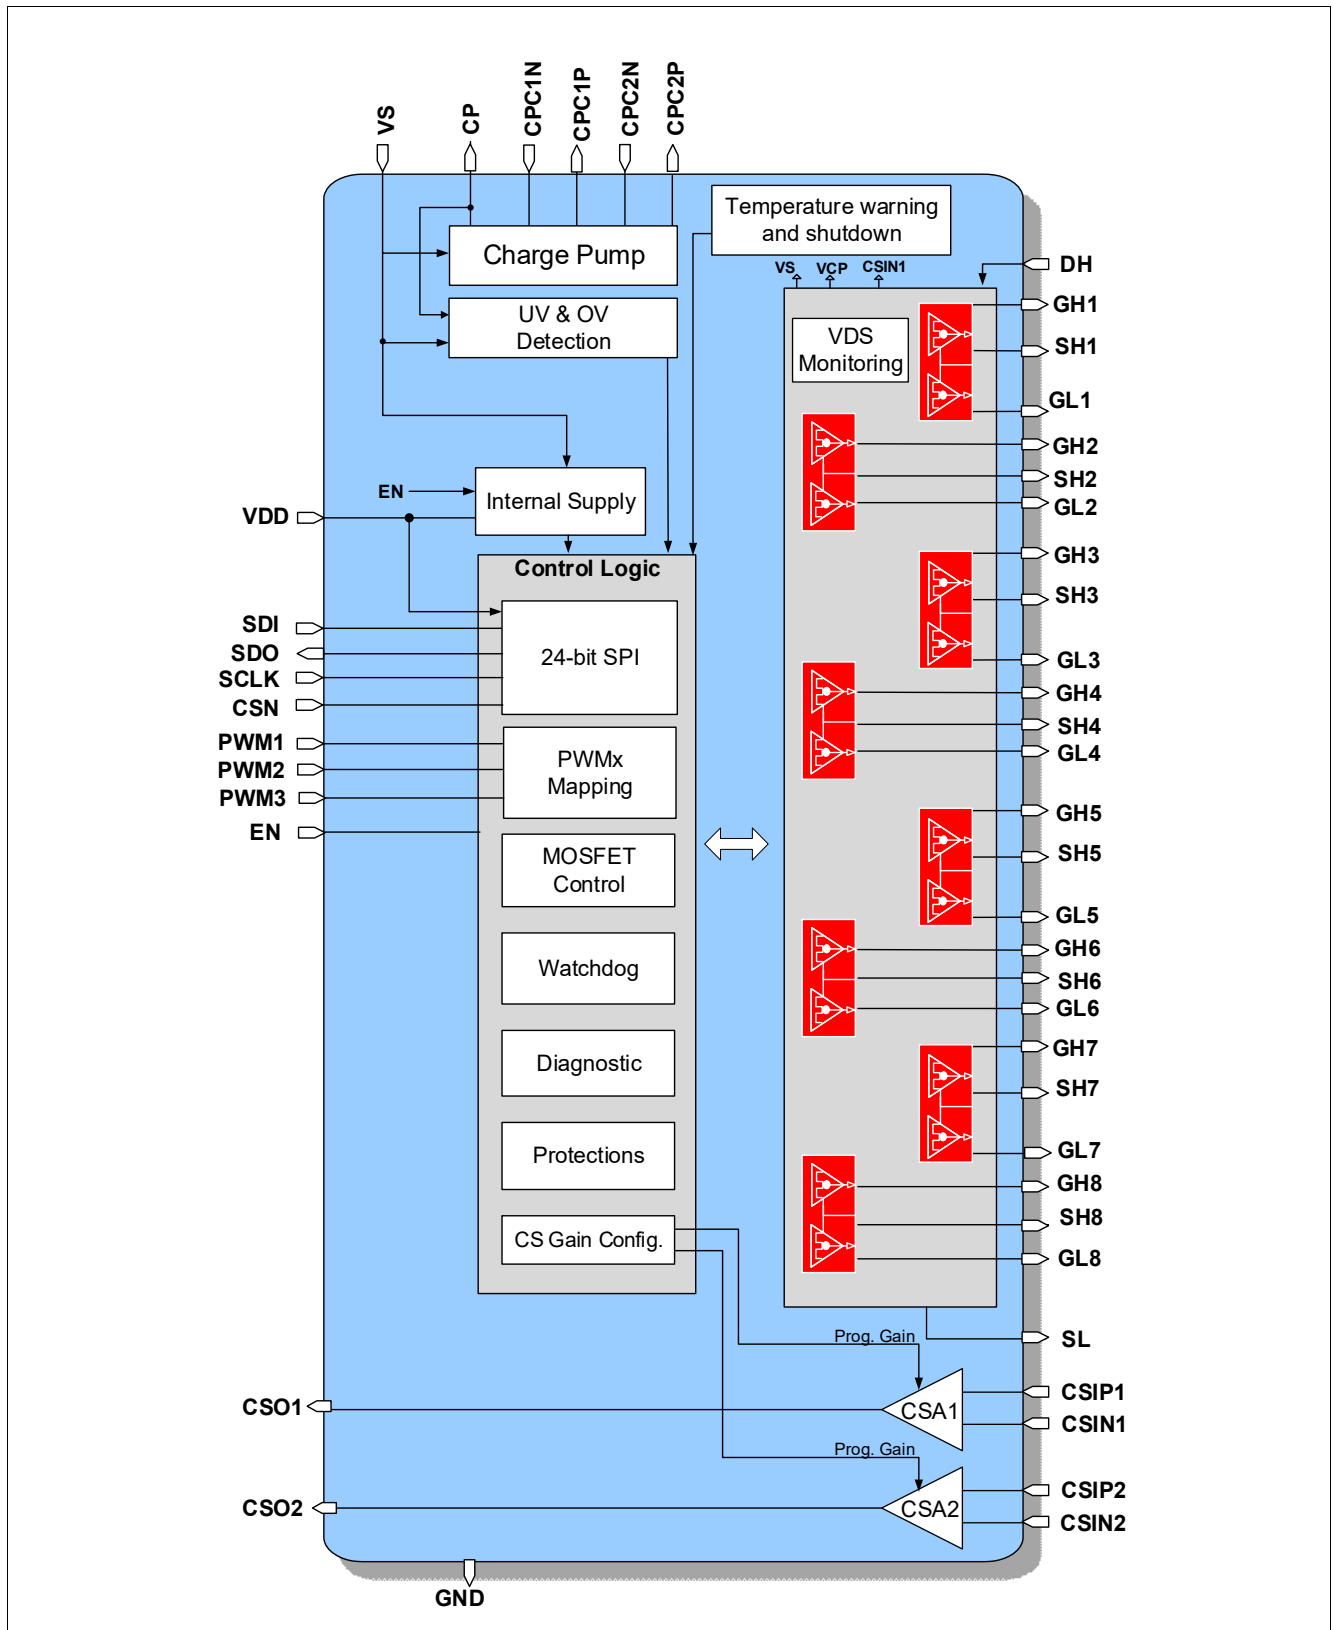 VS
CP
CPC1N
CPC1P
CPC2N
CPC2P
Temperature warning
and shutdown
Charge Pump
UV & OV
Detection
VS
VCP
CSIN1
VDS
Monitoring
DH
GH1
SH1
GL1
GH2
SH2
GL2
GH3
SH3
GL3
GH4
SH4
GL4
GH5
SH5
GL5
GH6
SH6
GL6
GH7
SH7
GL7
GH8
SH8
GL8
SL
EN
Internal Supply
VDD
Control Logic
24-bit SPI
SDI
SDO
SCLK
CSN
PWM1
PWM2
PWM3
EN
PWMx
Mapping
MOSFET
Control
Watchdog
Diagnostic
Protections
CS Gain Config.
Prog. Gain
CSA1
CSIP1
CSIN1
CSO1
Prog. Gain
CSA2
CSIP2
CSIN2
CSO2
GND